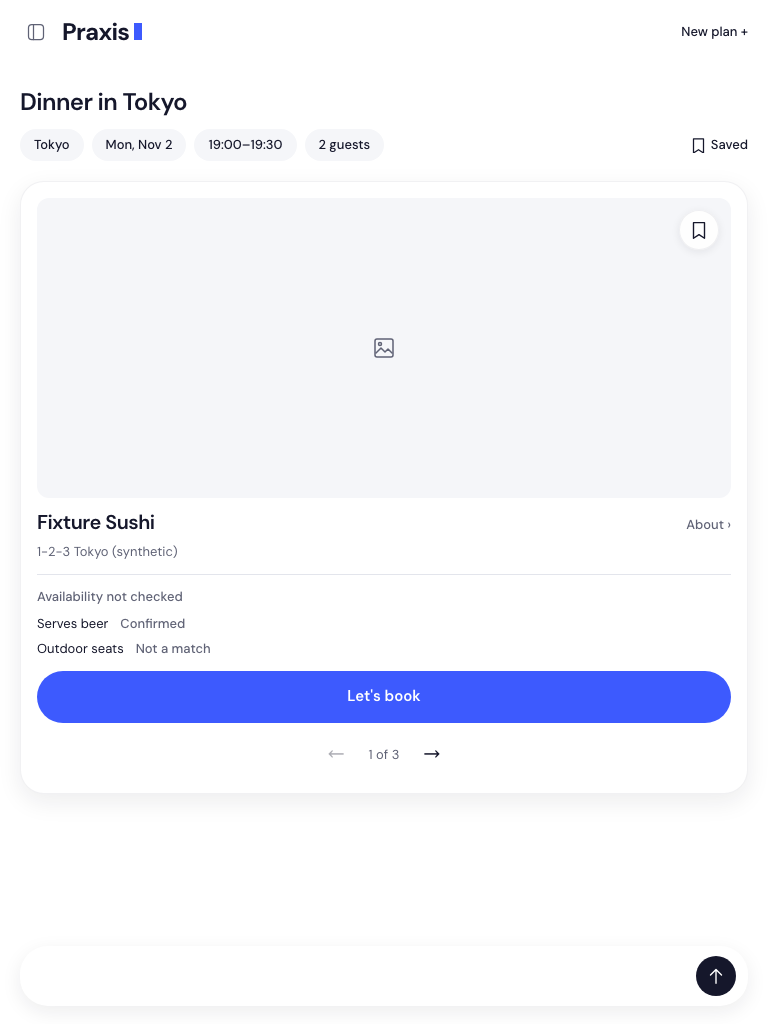 Praxis
New plan +
Dinner in Tokyo
Tokyo
Mon, Nov 2
19:00–19:30
2 guests
Saved
Fixture Sushi
About ›
1-2-3 Tokyo (synthetic)
Availability not checked
Serves beer Confirmed
Outdoor seats Not a match
Let's book
← 1 of 3 →